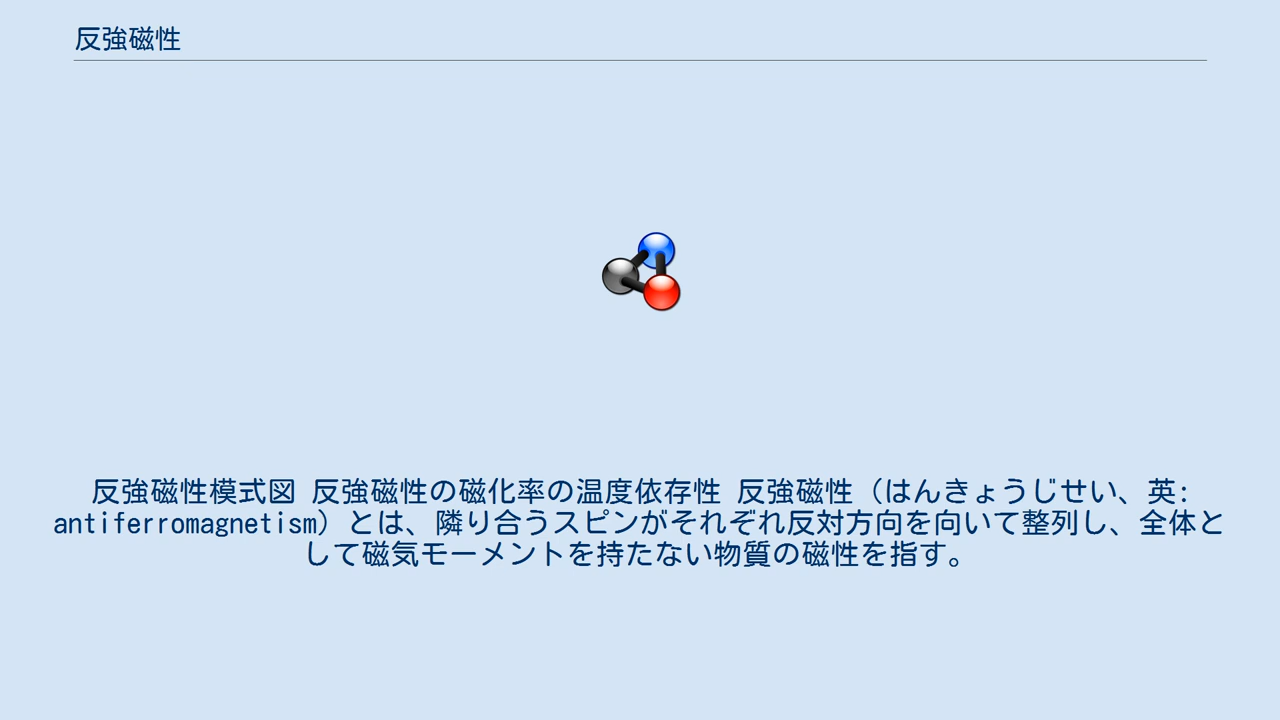 反強磁性
反強磁性模式図 反強磁性の磁化率の温度依存性 反強磁性（はんきょうじせい、英:
antiferromagnetism）とは、隣り合うスピンがそれぞれ反対方向を向いて整列し、全体と
して磁気モーメントを持たない物質の磁性を指す。